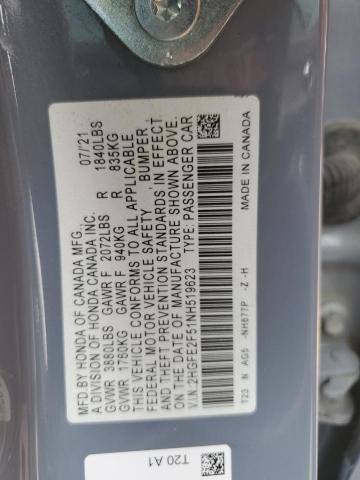 MFD. BY HONDA OF CANADA MFG., 07/21
A DIVISION OF HONDA CANADA INC.
GVWR 3880LBS GAWR F 2072LBS R 1840LBS
GVWR 1760KG GAWR F 940KG R 835KG
THIS VEHICLE CONFORMS TO ALL APPLICABLE
FEDERAL MOTOR VEHICLE SAFETY, BUMPER,
AND THEFT PREVENTION STANDARDS IN EFFECT
ON THE DATE OF MANUFACTURE SHOWN ABOVE.
V.I.N.:2HGFE2F51NH519623 TYPE:PASSENGER CAR
T23 N AG5 -NH877P -Z -H MADE IN CANADA
T20 A1